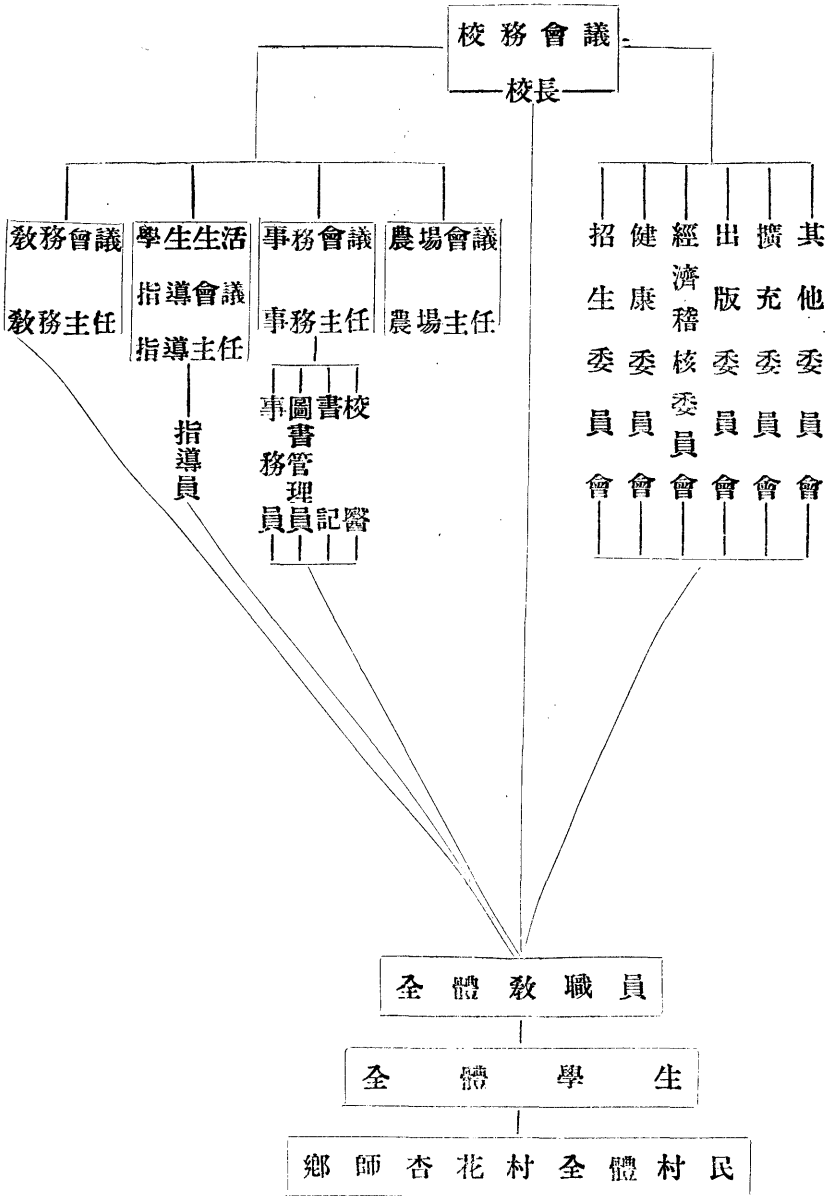 校務會議
校長
教務會議
教務主任
學生生活
指導會議
指導主任
指導員
事務會議
事務主任
事務員
圖書管理員
書記
校醫
農場會議
農場主任
招生委員會
健康委員會
經濟稽核委員會
出版委員會
擴充委員會
其他委員會
全體教職員
全體學生
鄉師杏花村全體村民